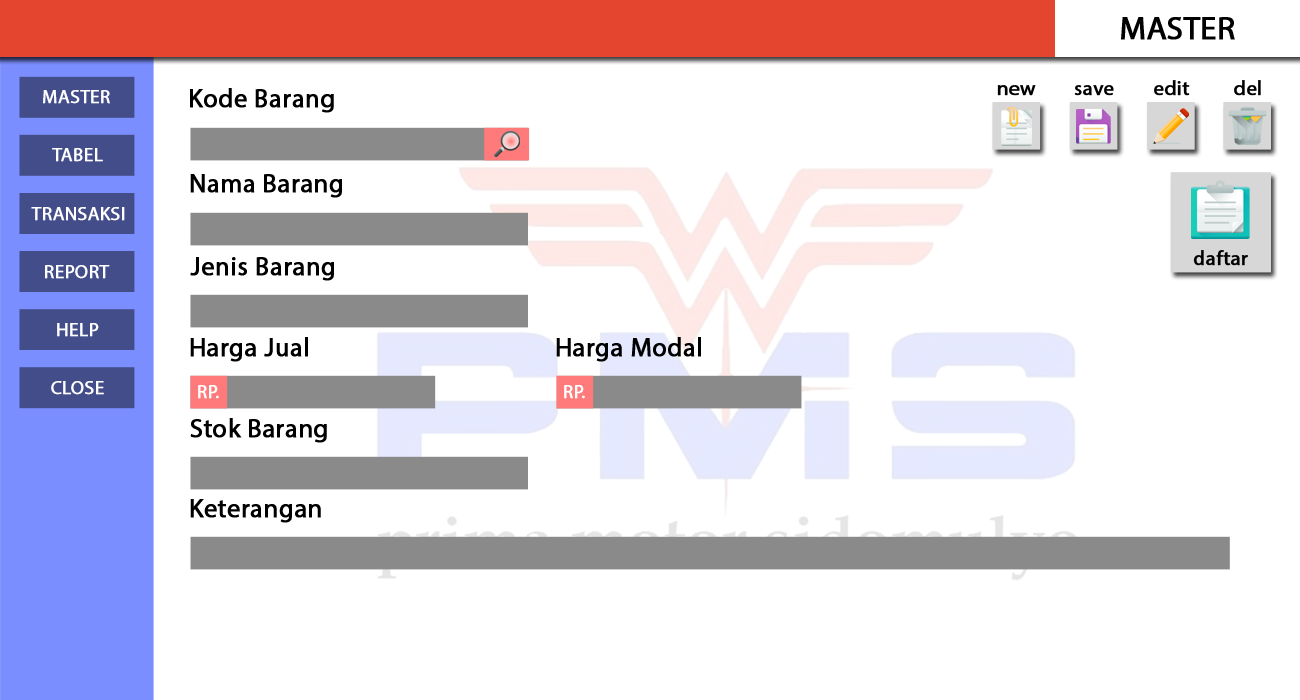 MASTER
MASTER
TABEL
TRANSAKSI
REPORT
HELP
CLOSE
new save edit del
daftar
Kode Barang
Nama Barang
Jenis Barang
Harga Jual Harga Modal
RP. RP.
Stok Barang
Keterangan
PMS
prima motor sidomulyo